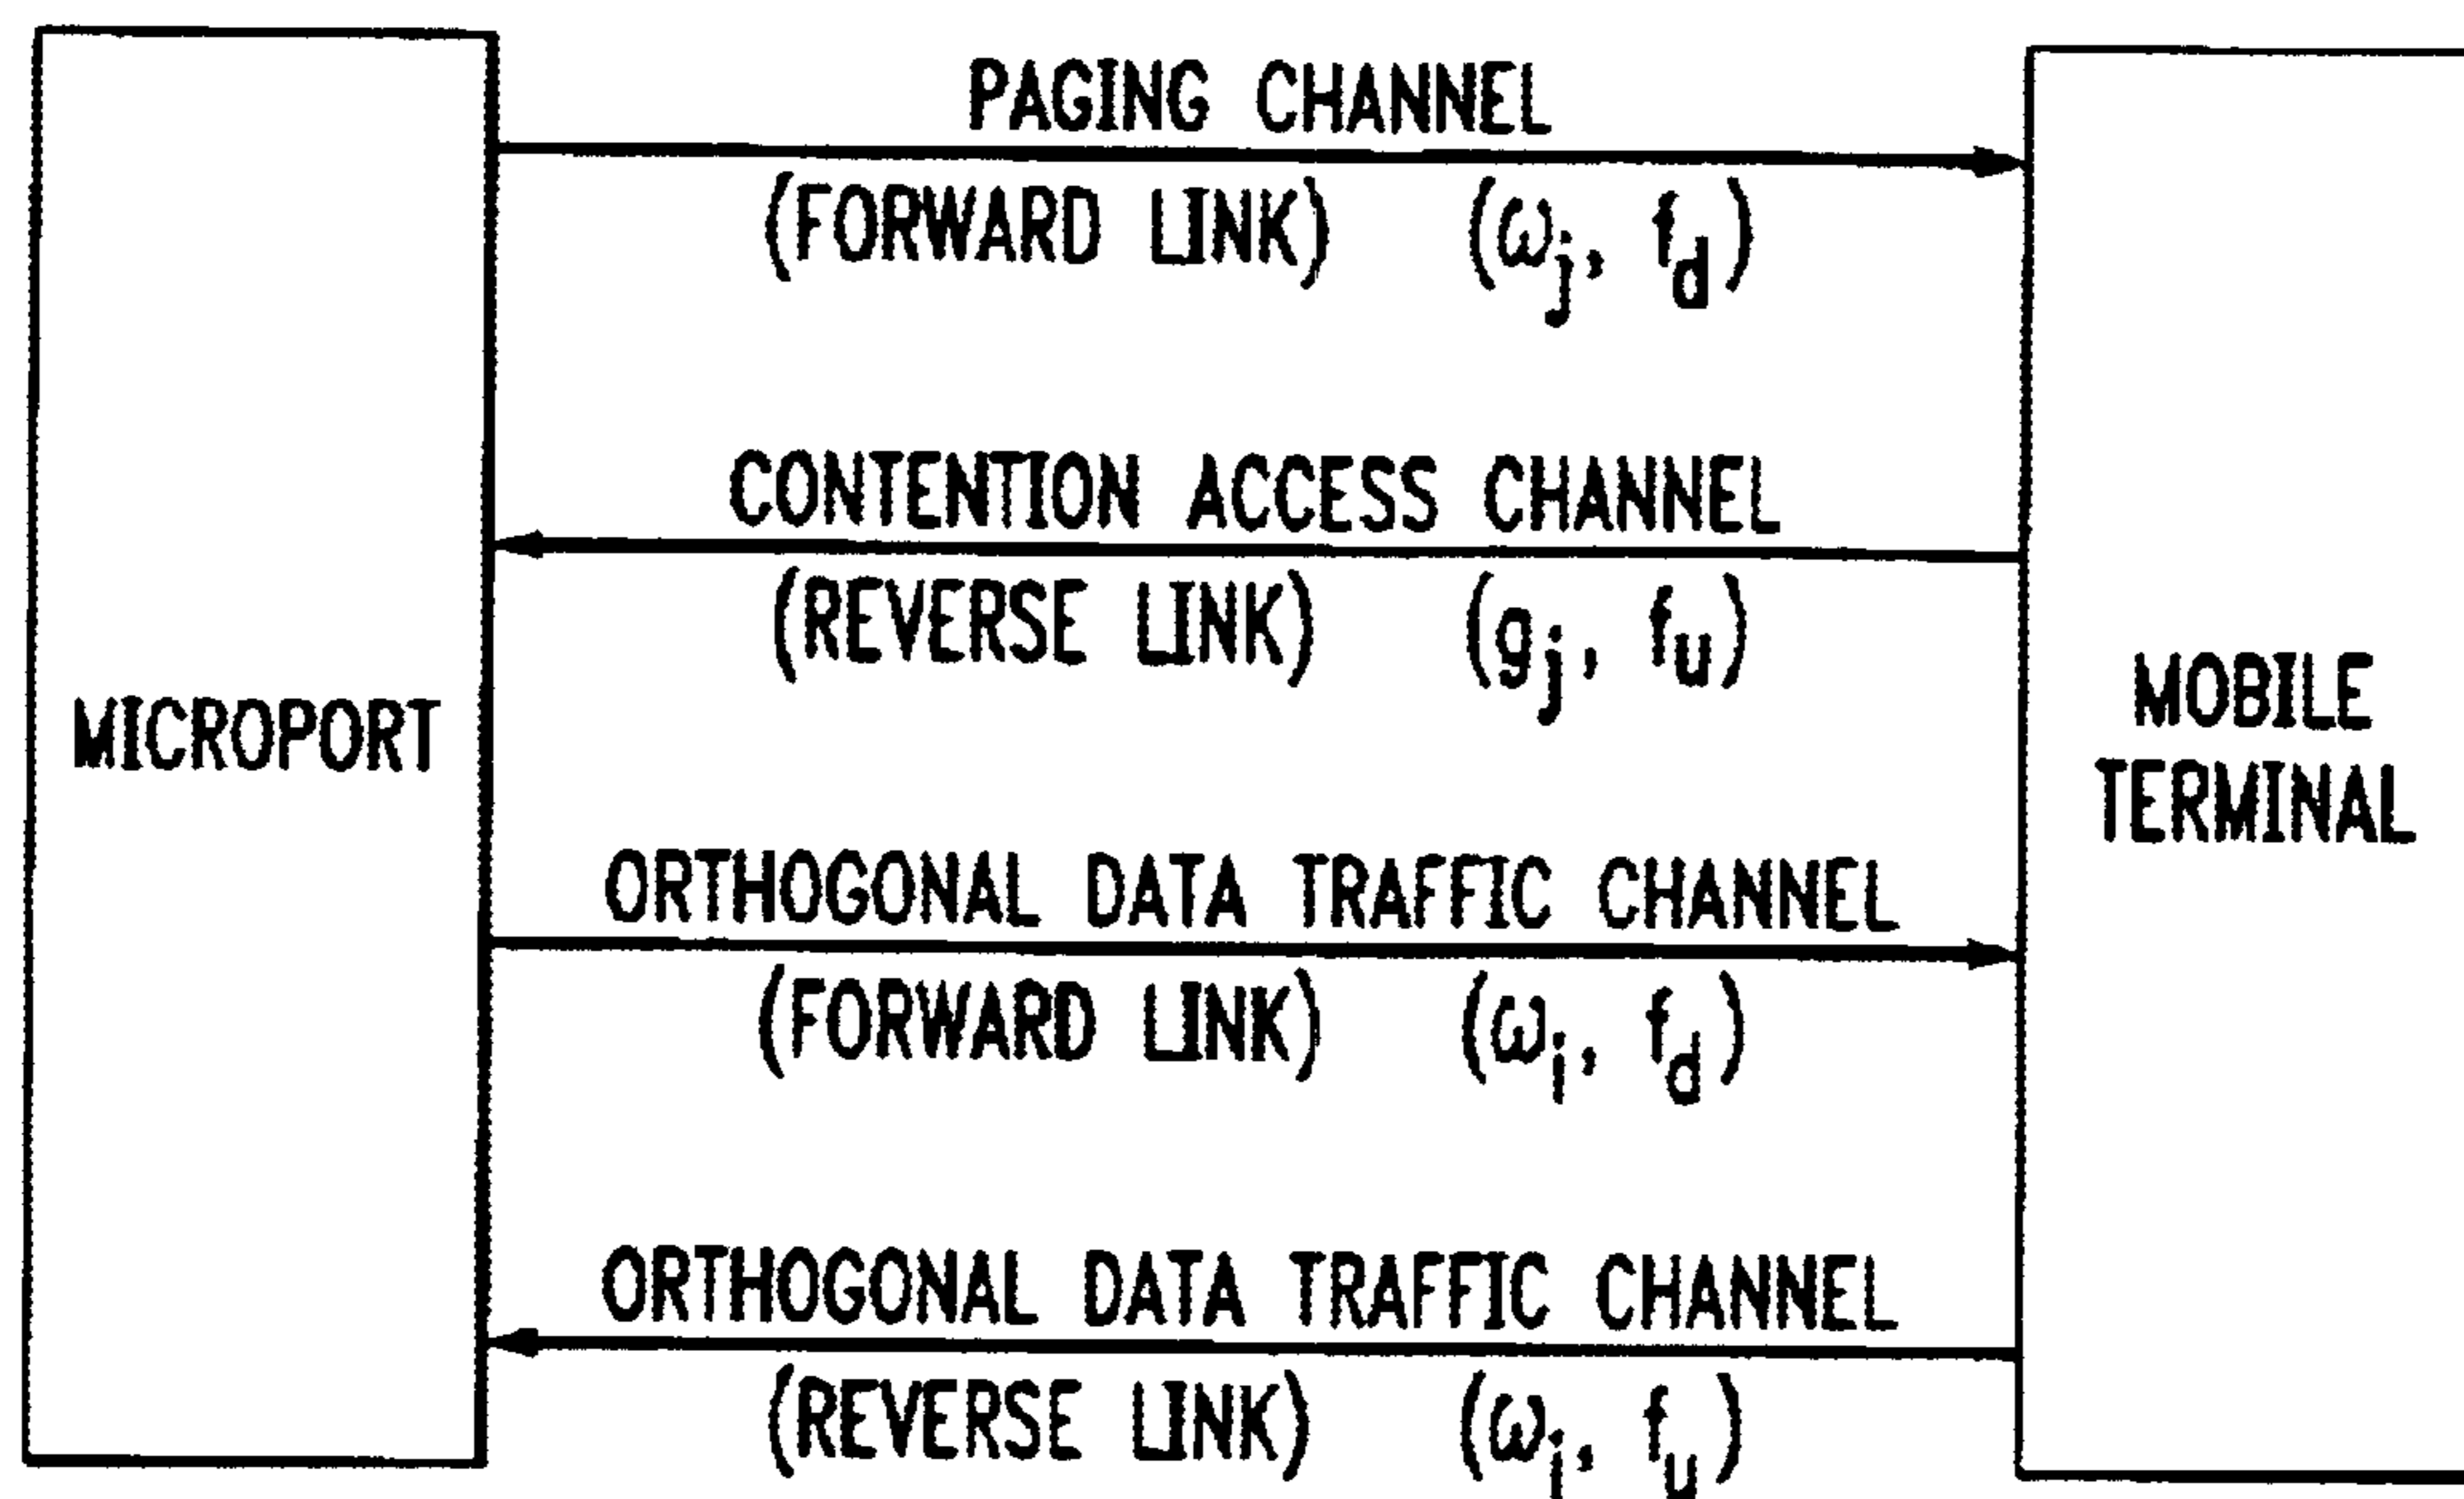 PAGING CHANNEL
(FORWARD LINK) (ωj, fd)
CONTENTION ACCESS CHANNEL
(REVERSE LINK) (gj, fu)
MICROPORT
MOBILE
TERMINAL
ORTHOGONAL DATA TRAFFIC CHANNEL
(FORWARD LINK) (ωi, fd)
ORTHOGONAL DATA TRAFFIC CHANNEL
(REVERSE LINK) (ωi, fu)